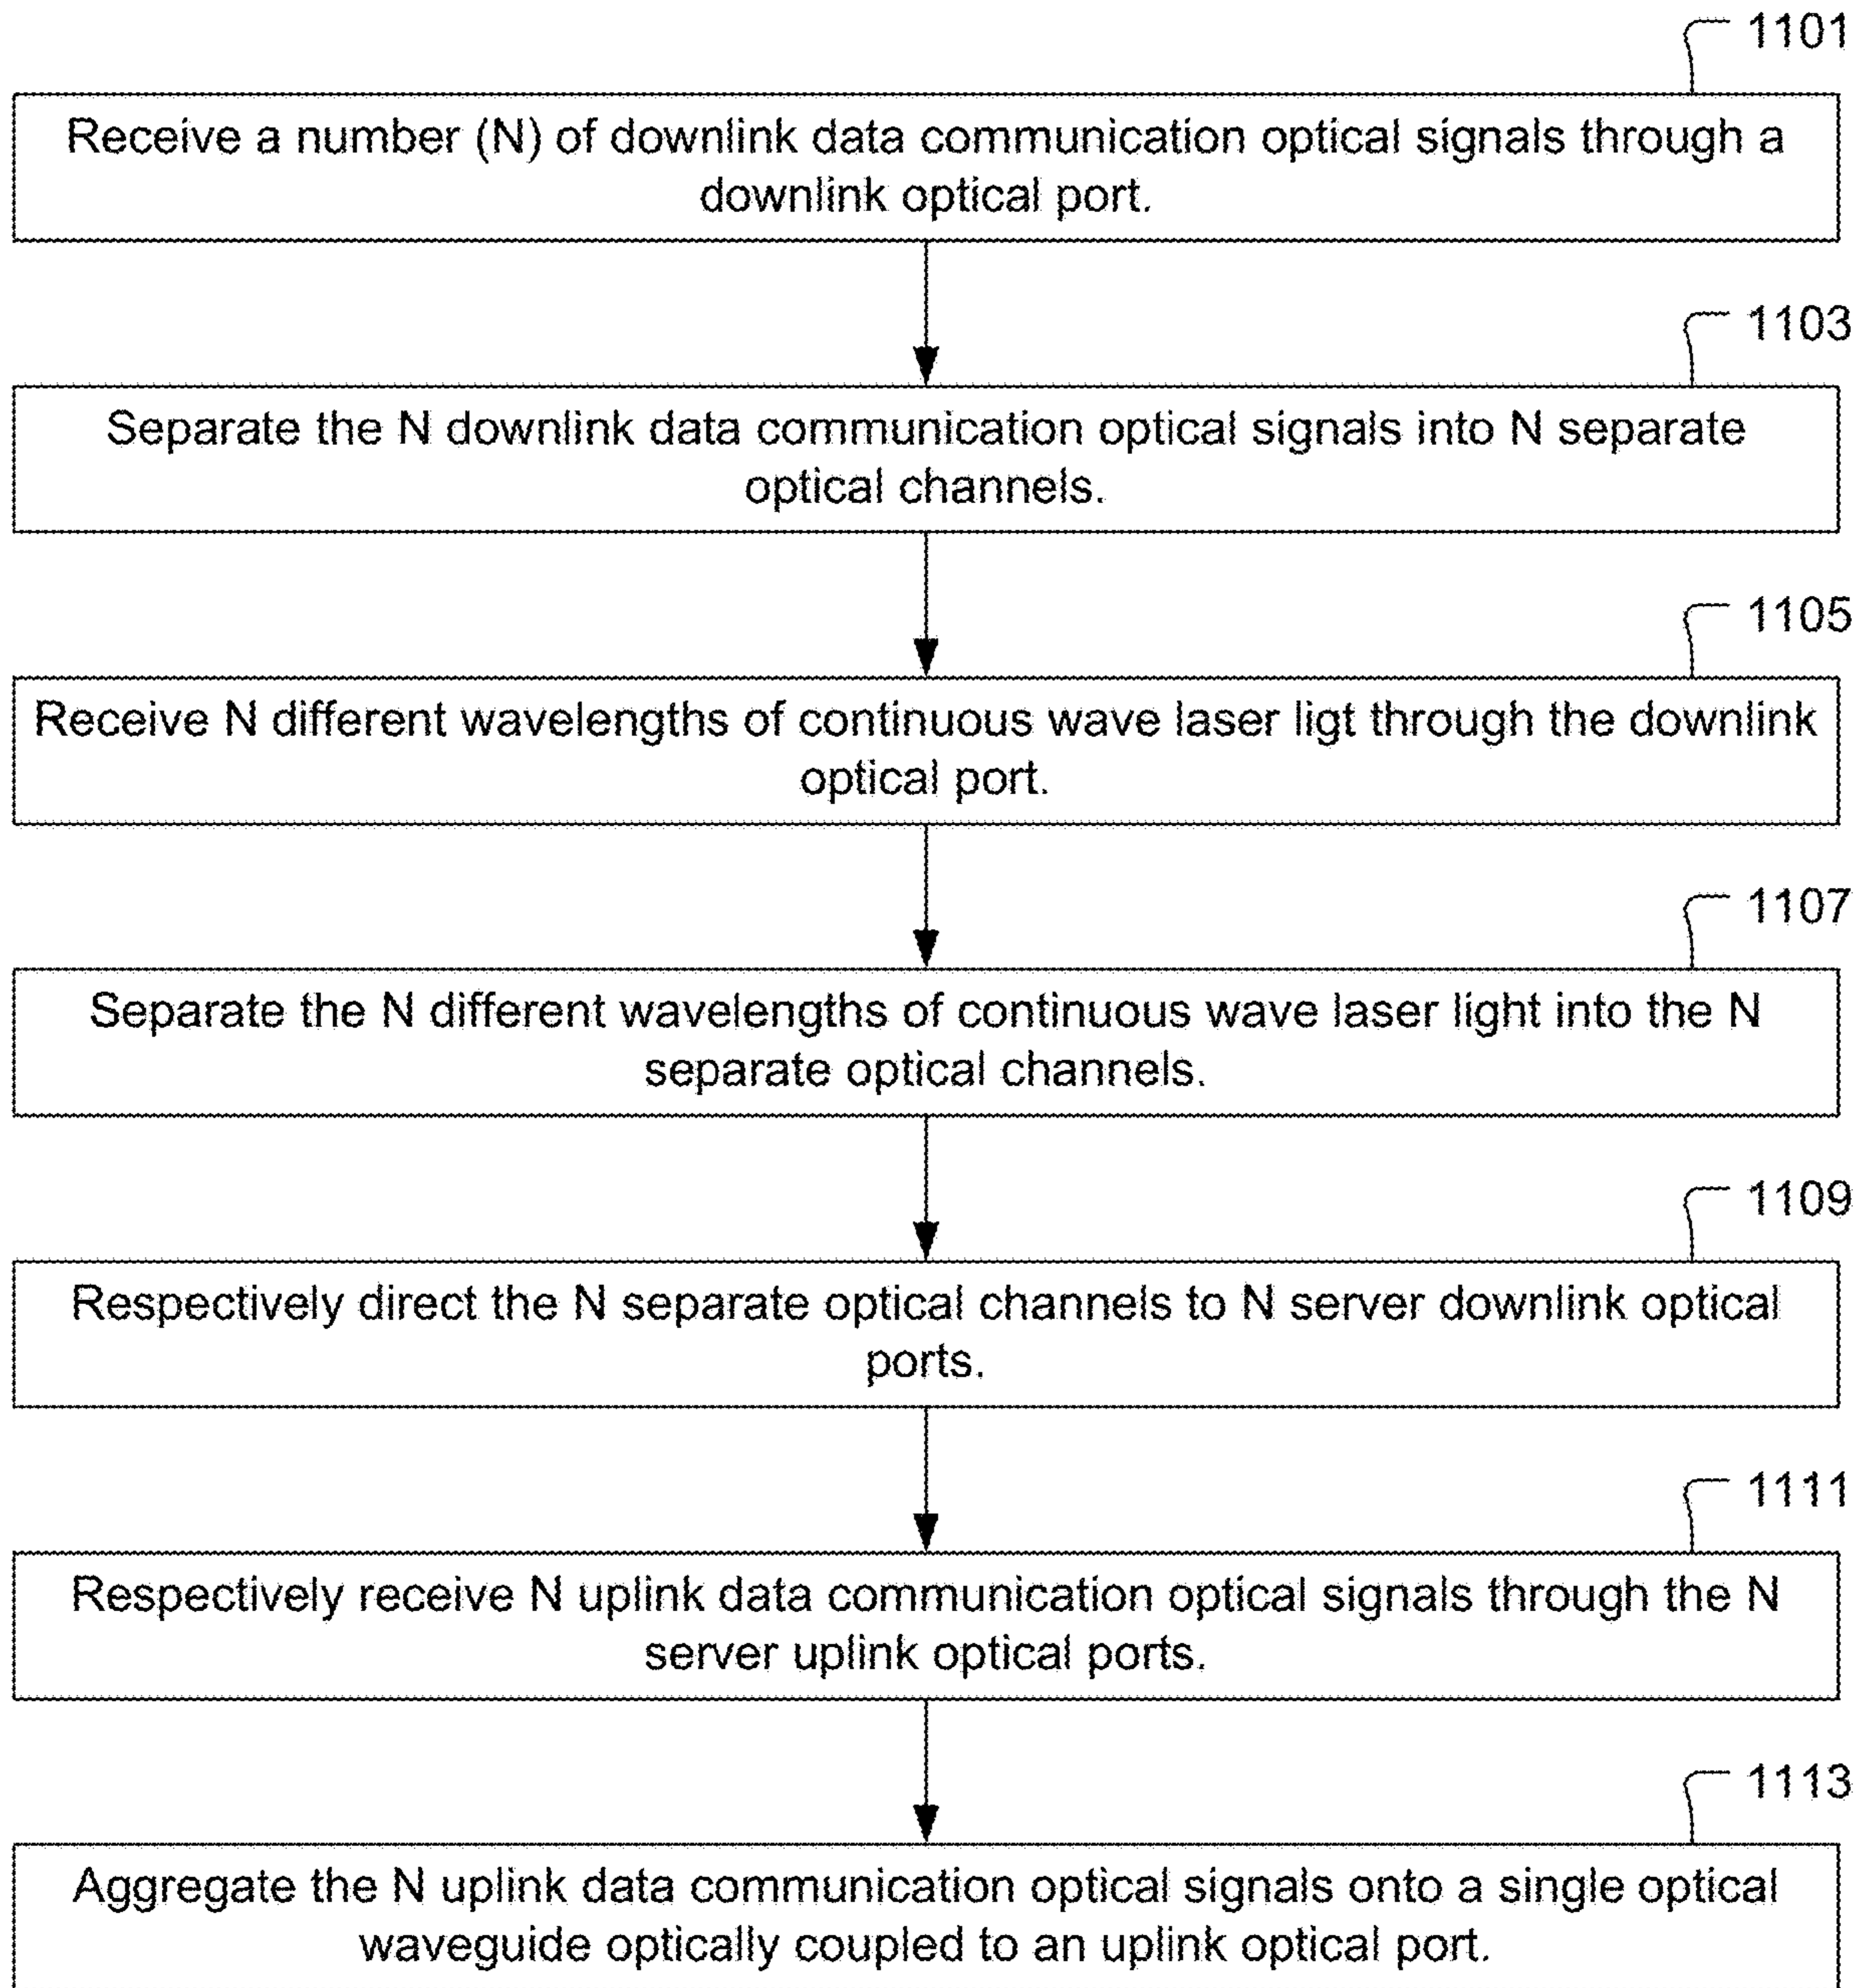 1101
Receive a number (N) of downlink data communication optical signals through a
downlink optical port.
1103
Separate the N downlink data communication optical signals into N separate
optical channels.
1105
Receive N different wavelengths of continuous wave laser ligt through the downlink
optical port.
1107
Separate the N different wavelengths of continuous wave laser light into the N
separate optical channels.
1109
Respectively direct the N separate optical channels to N server downlink optical
ports.
1111
Respectively receive N uplink data communication optical signals through the N
server uplink optical ports.
1113
Aggregate the N uplink data communication optical signals onto a single optical
waveguide optically coupled to an uplink optical port.